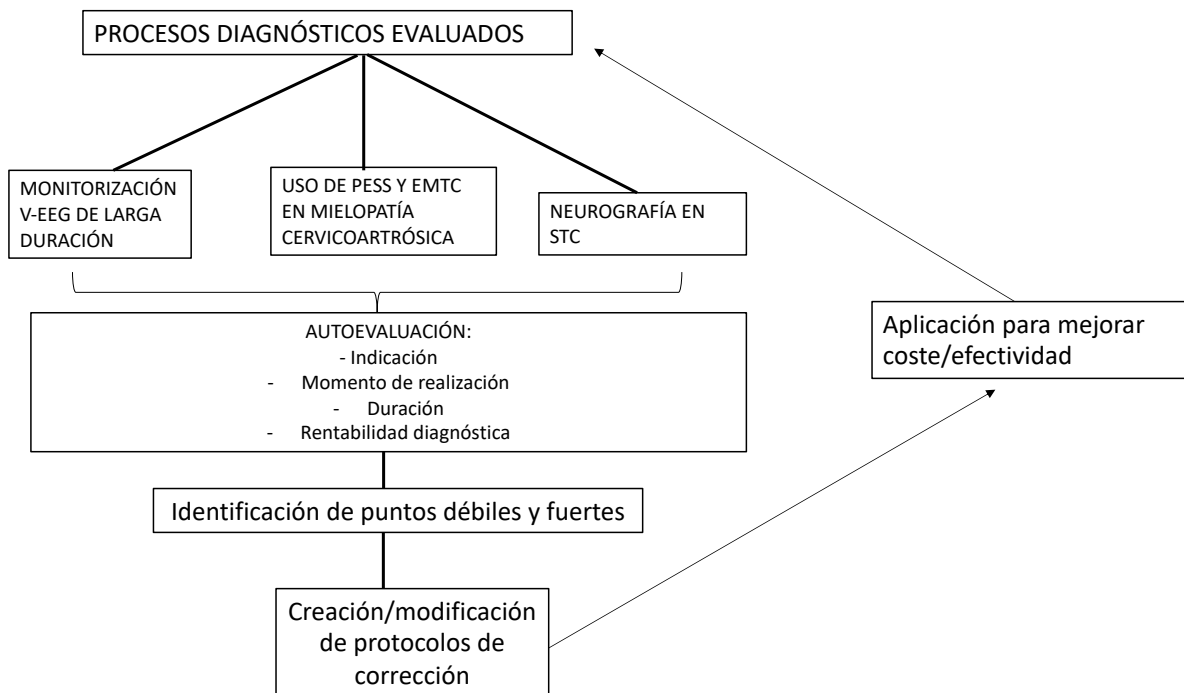 PROCESOS DIAGNÓSTICOS EVALUADOS
MONITORIZACIÓN
V-EEG DE LARGA
DURACIÓN
USO DE PESS Y EMTC
EN MIELOPATÍA
CERVICOARTRÓSICA
NEUROGRAFÍA EN
STC
AUTOEVALUACIÓN:
- Indicación
- Momento de realización
- Duración
- Rentabilidad diagnóstica
Aplicación para mejorar
coste/efectividad
Identificación de puntos débiles y fuertes
Creación/modificación
de protocolos de
corrección